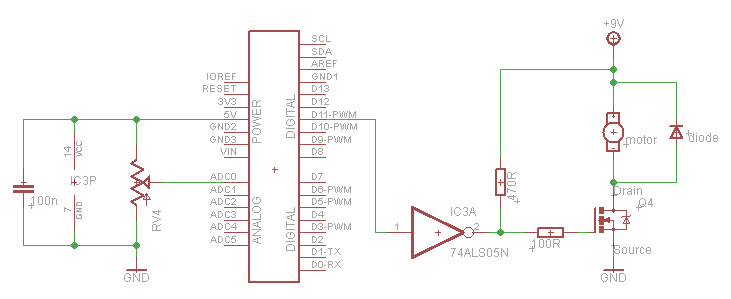 +9V
SCL
SDA
AREF
IOREF
GND1
RESET
D13
3V3
D12
5V
D11-PWM
GND2
D10-PWM
GND3
D9-PWM
VIN
D8
POWER
DIGITAL
14
VCC
IC3P
7
GND
100n
RV4
ADC0
D7
ADC1
D6-PWM
ADC2
D5-PWM
ADC3
D4
ADC4
D3-PWM
ADC5
D2
D1-TX
D0-RX
ANALOG
DIGITAL
motor
diode
470R
Drain
Q4
IC3A
1
2
74ALS05N
100R
Source
GND
GND